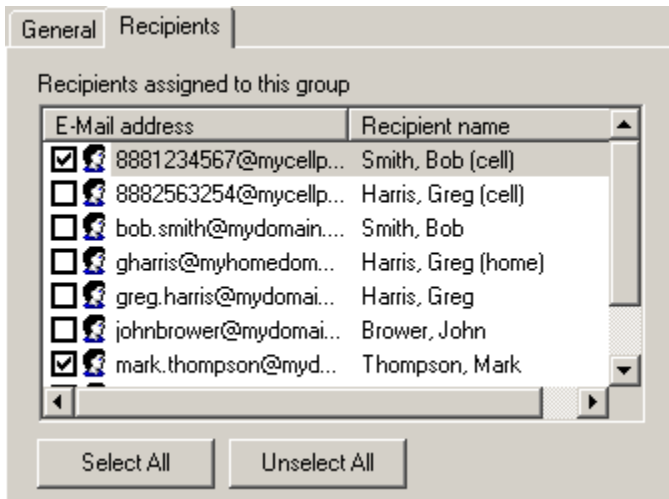 General Recipients
Recipients assigned to this group
E-Mail address Recipient name
8881234567@mycellp... Smith, Bob (cell)
8882563254@mycellp... Harris, Greg (cell)
bob.smith@mydomain.... Smith, Bob
gharris@myhomedom... Harris, Greg (home)
greg.harris@mydomai... Harris, Greg
johnbrower@mydomai... Brower, John
mark.thompson@myd... Thompson, Mark
Select All Unselect All